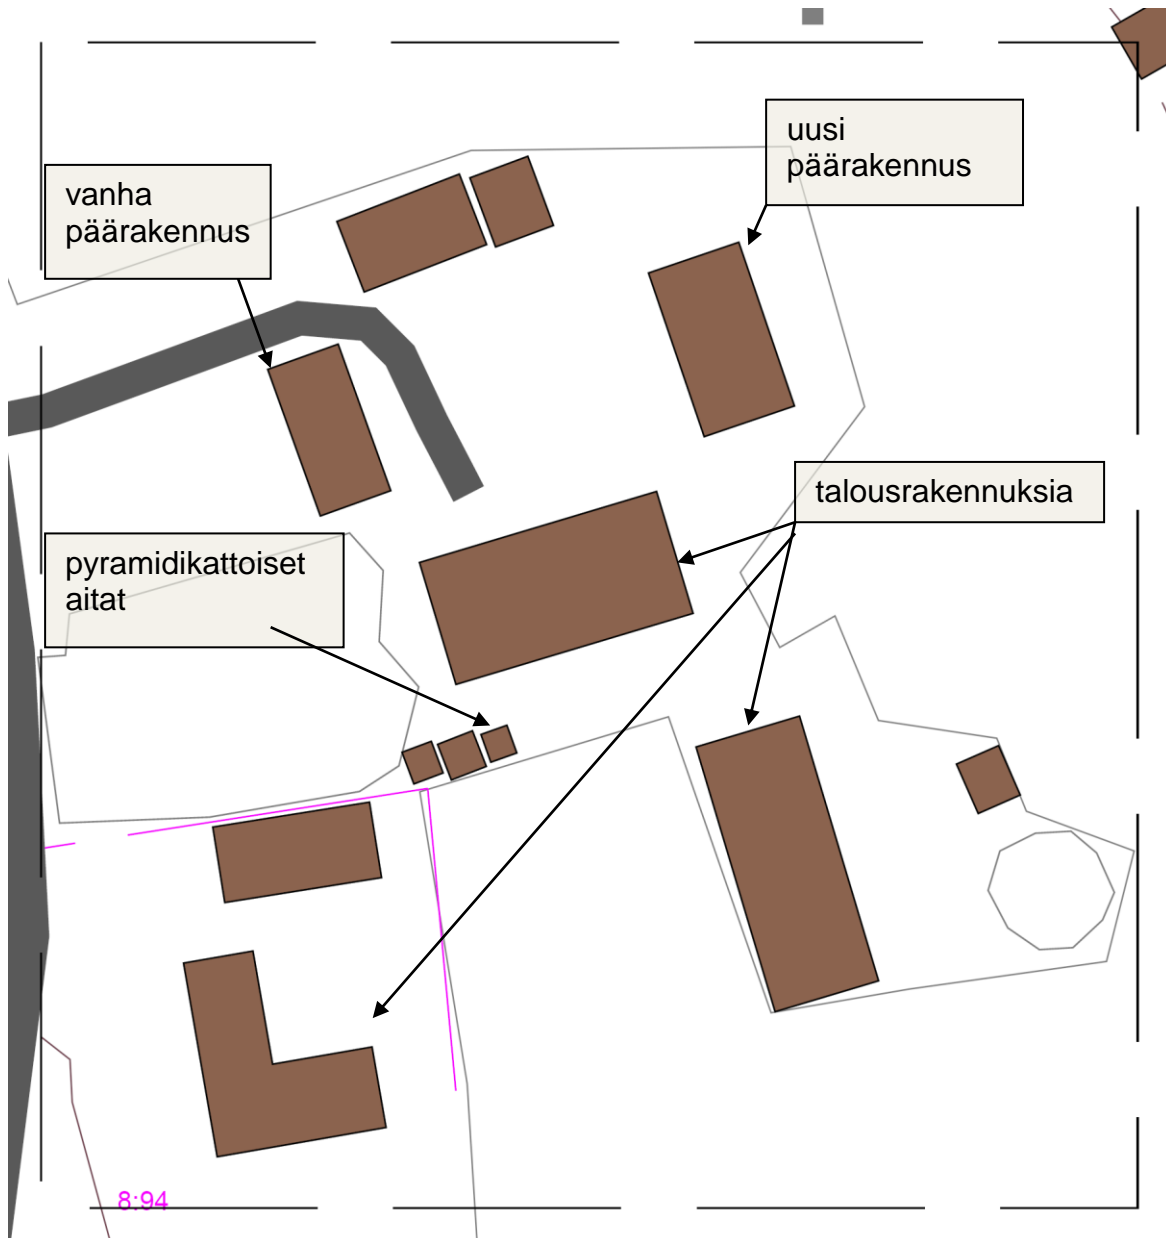 uusi
päärakennus
vanha
päärakennus
talousrakennuksia
pyramidikattoiset
aitat
8:94